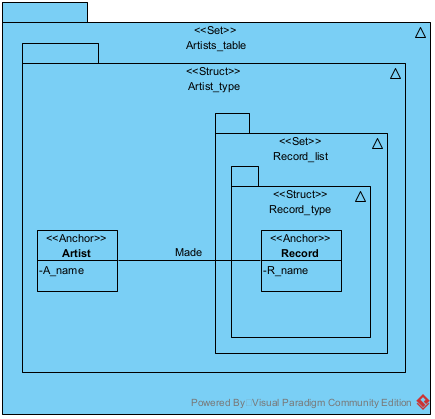 <<Set>>
Artists_table
<<Struct>>
Artist_type
<<Set>>
Record_list
<<Struct>>
Record_type
<<Anchor>>
Artist
-A_name
Made
<<Anchor>>
Record
-R_name
Powered By□Visual Paradigm Community Edition